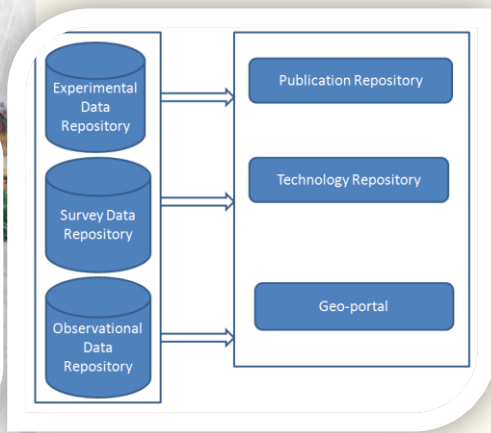 Experimental
Data
Repository
Survey Data
Repository
Observational
Data
Repository
Publication Repository
Technology Repository
Geo-portal